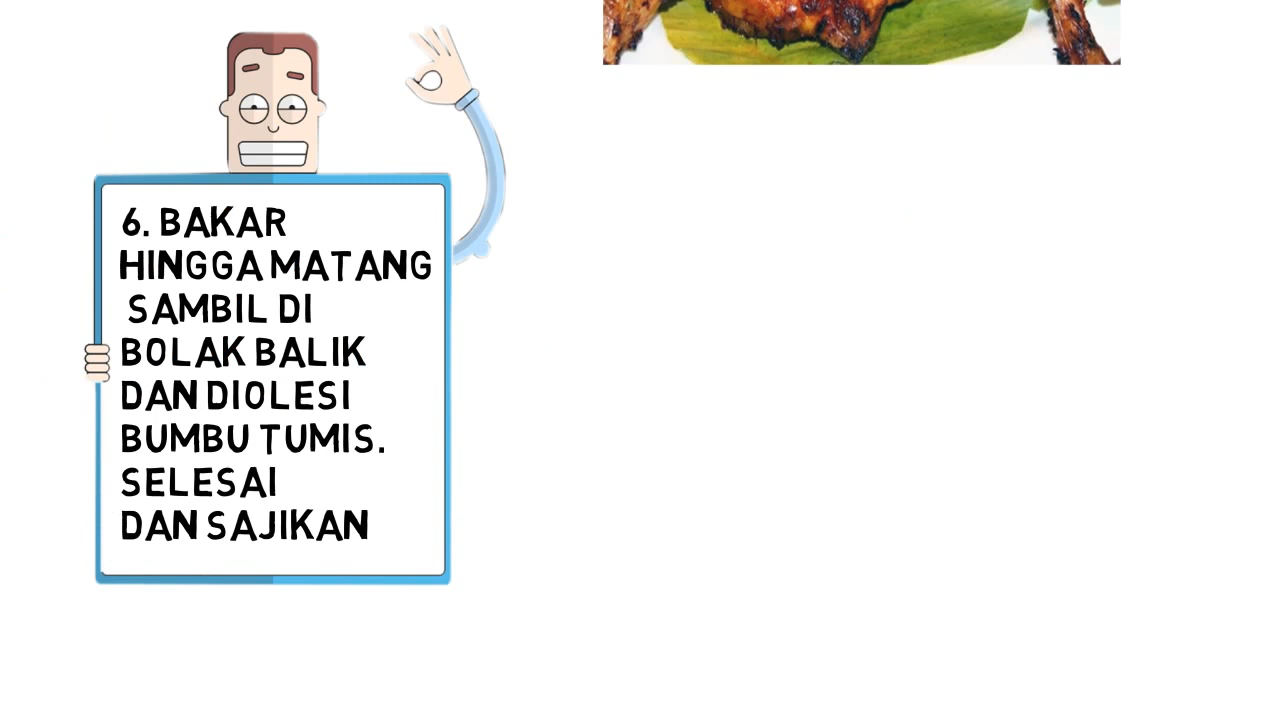 6. BAKAR
HINGGA MATANG
SAMBIL DI
BOLAK BALIK
DAN DIOLESI
BUMBU TUMIS.
SELESAI
DAN SAJIKAN